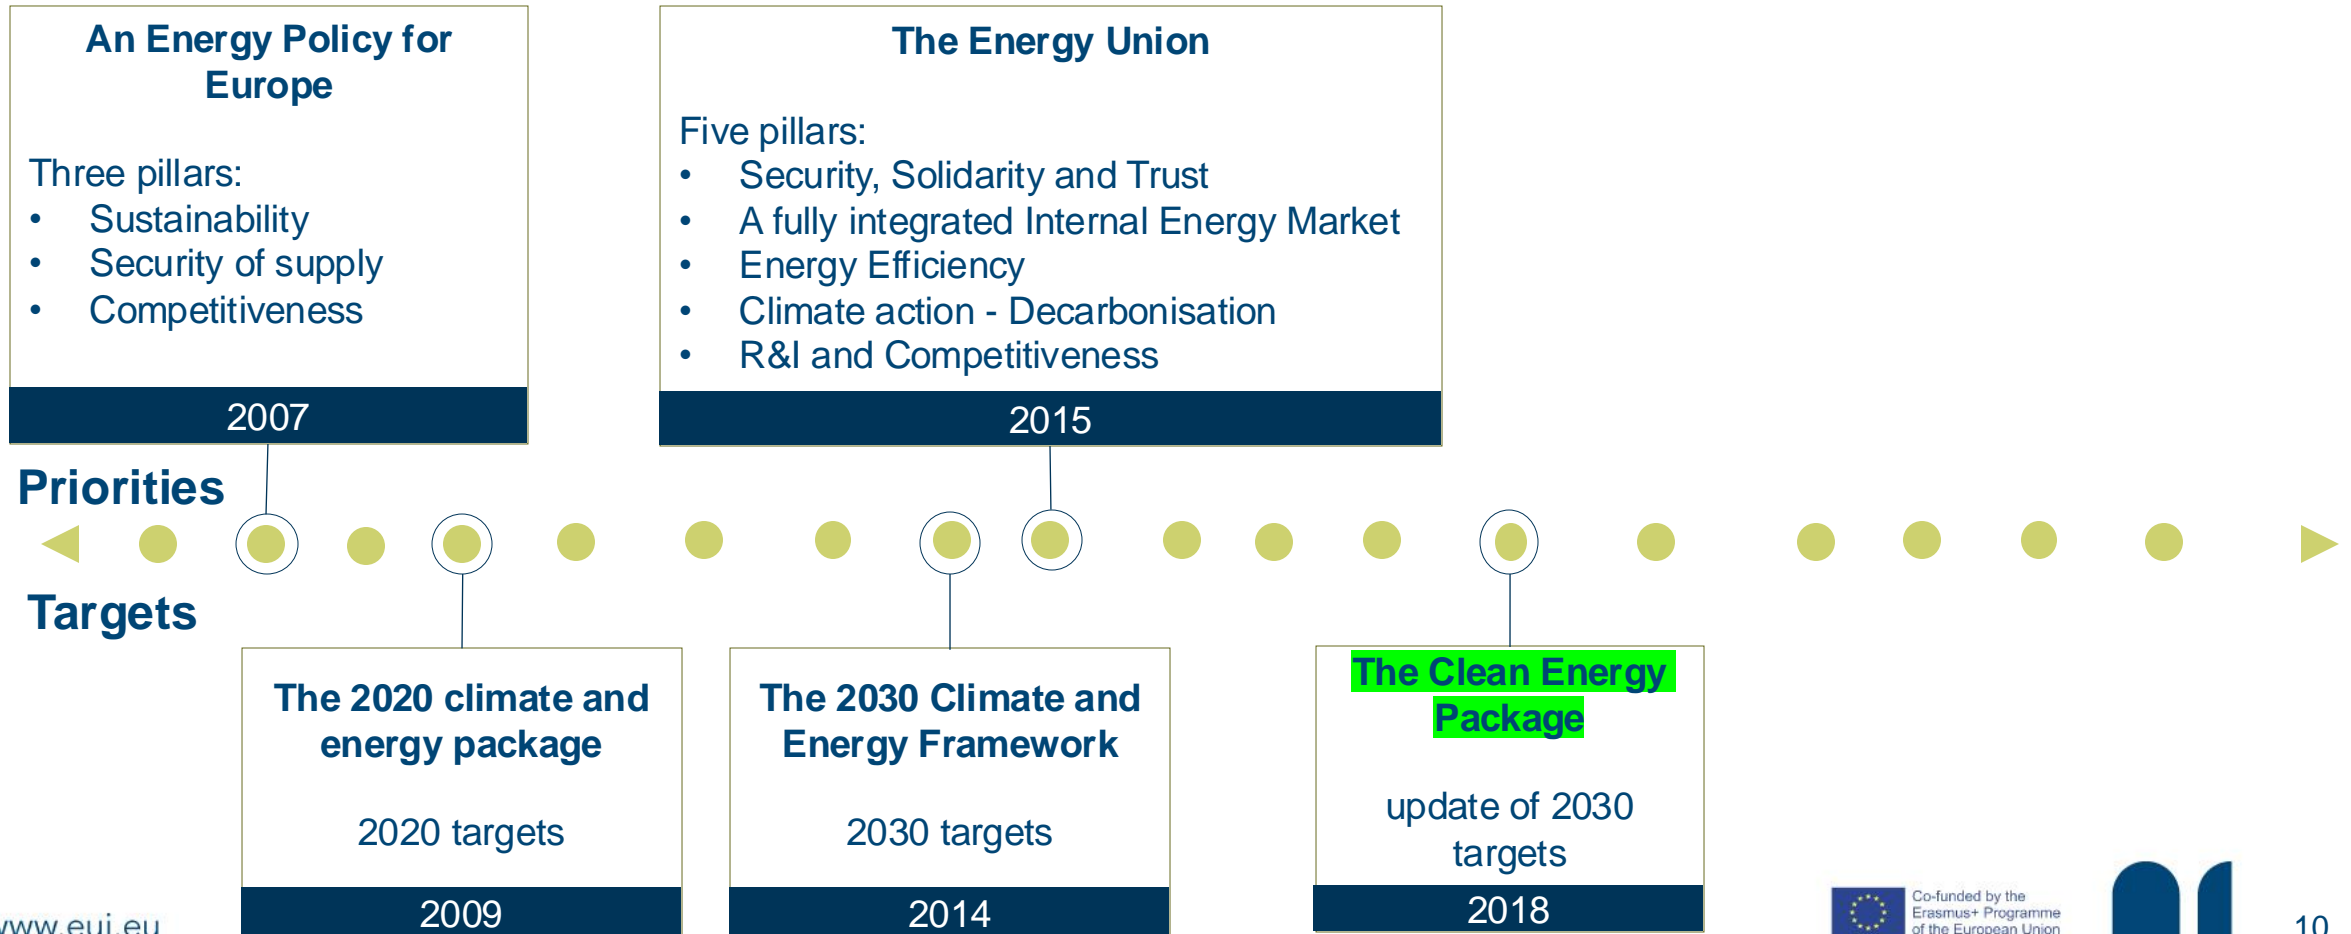 An Energy Policy for
Europe
Three pillars:
• Sustainability
• Security of supply
• Competitiveness
2007
The Energy Union
Five pillars:
• Security, Solidarity and Trust
• A fully integrated Internal Energy Market
• Energy Efficiency
• Climate action - Decarbonisation
• R&I and Competitiveness
2015
Priorities
Targets
The 2020 climate and
energy package
2020 targets
2009
The 2030 Climate and
Energy Framework
2030 targets
2014
The Clean Energy
Package
update of 2030
targets
2018
www.eui.eu
Co-funded by the
Erasmus+ Programme
of the European Union
10